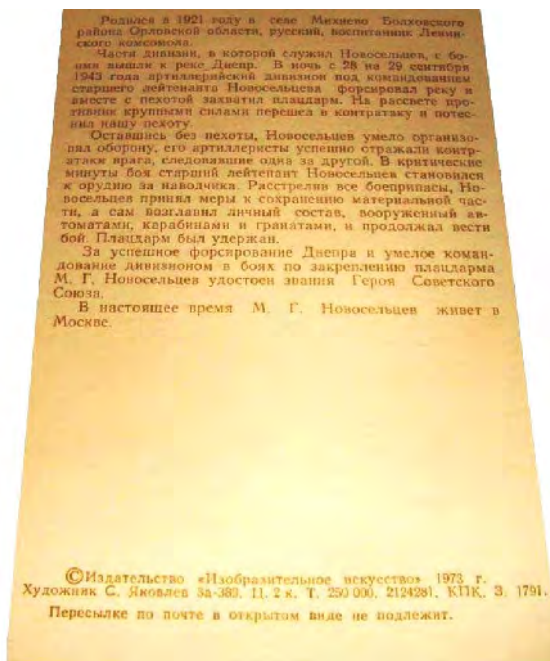 Родился в 1921 году в селе Михнево Болховского
района Орловской области, русский, воспитанник Ленин-
ского комсомола.
Части дивизии, в которой служил Новосельцев, с бо-
ями вышли к реке Днепр. В ночь с 28 на 29 сентября
1943 года артиллерийский дивизион под командованием
старшего лейтенанта Новосельцева форсировал реку и
вместе с пехотой захватил плацдарм. На рассвете про-
тивник крупными силами перешел в контратаку и потес-
нил нашу пехоту.
Оставшись без пехоты, Новосельцев умело организо-
вал оборону, его артиллеристы успешно отражали контр-
атаки врага, следовавшие одна за другой. В критические
минуты боя старший лейтенант Новосельцев становился
к орудию за наводчика. Расстреляв все боеприпасы, Но-
восельцев принял меры к сохранению материальной час-
ти, а сам возглавил личный состав, вооруженный ав-
томатами, карабинами и гранатами, и продолжал вести
бой. Плацдарм был удержан.
За успешное форсирование Днепра и умелое коман-
дование дивизионом в боях по закреплению плацдарма
М. Г. Новосельцев удостоен звания Героя Советского
Союза.
В настоящее время М. Г. Новосельцев живет в
Москве.
©Издательство «Изобразительное искусство» 1973 г.
Художник С. Яковлев За-389. Ц. 2 к. Т. 250 000. 2124281. КПК. З. 1791.
Пересылке по почте в открытом виде не подлежит.